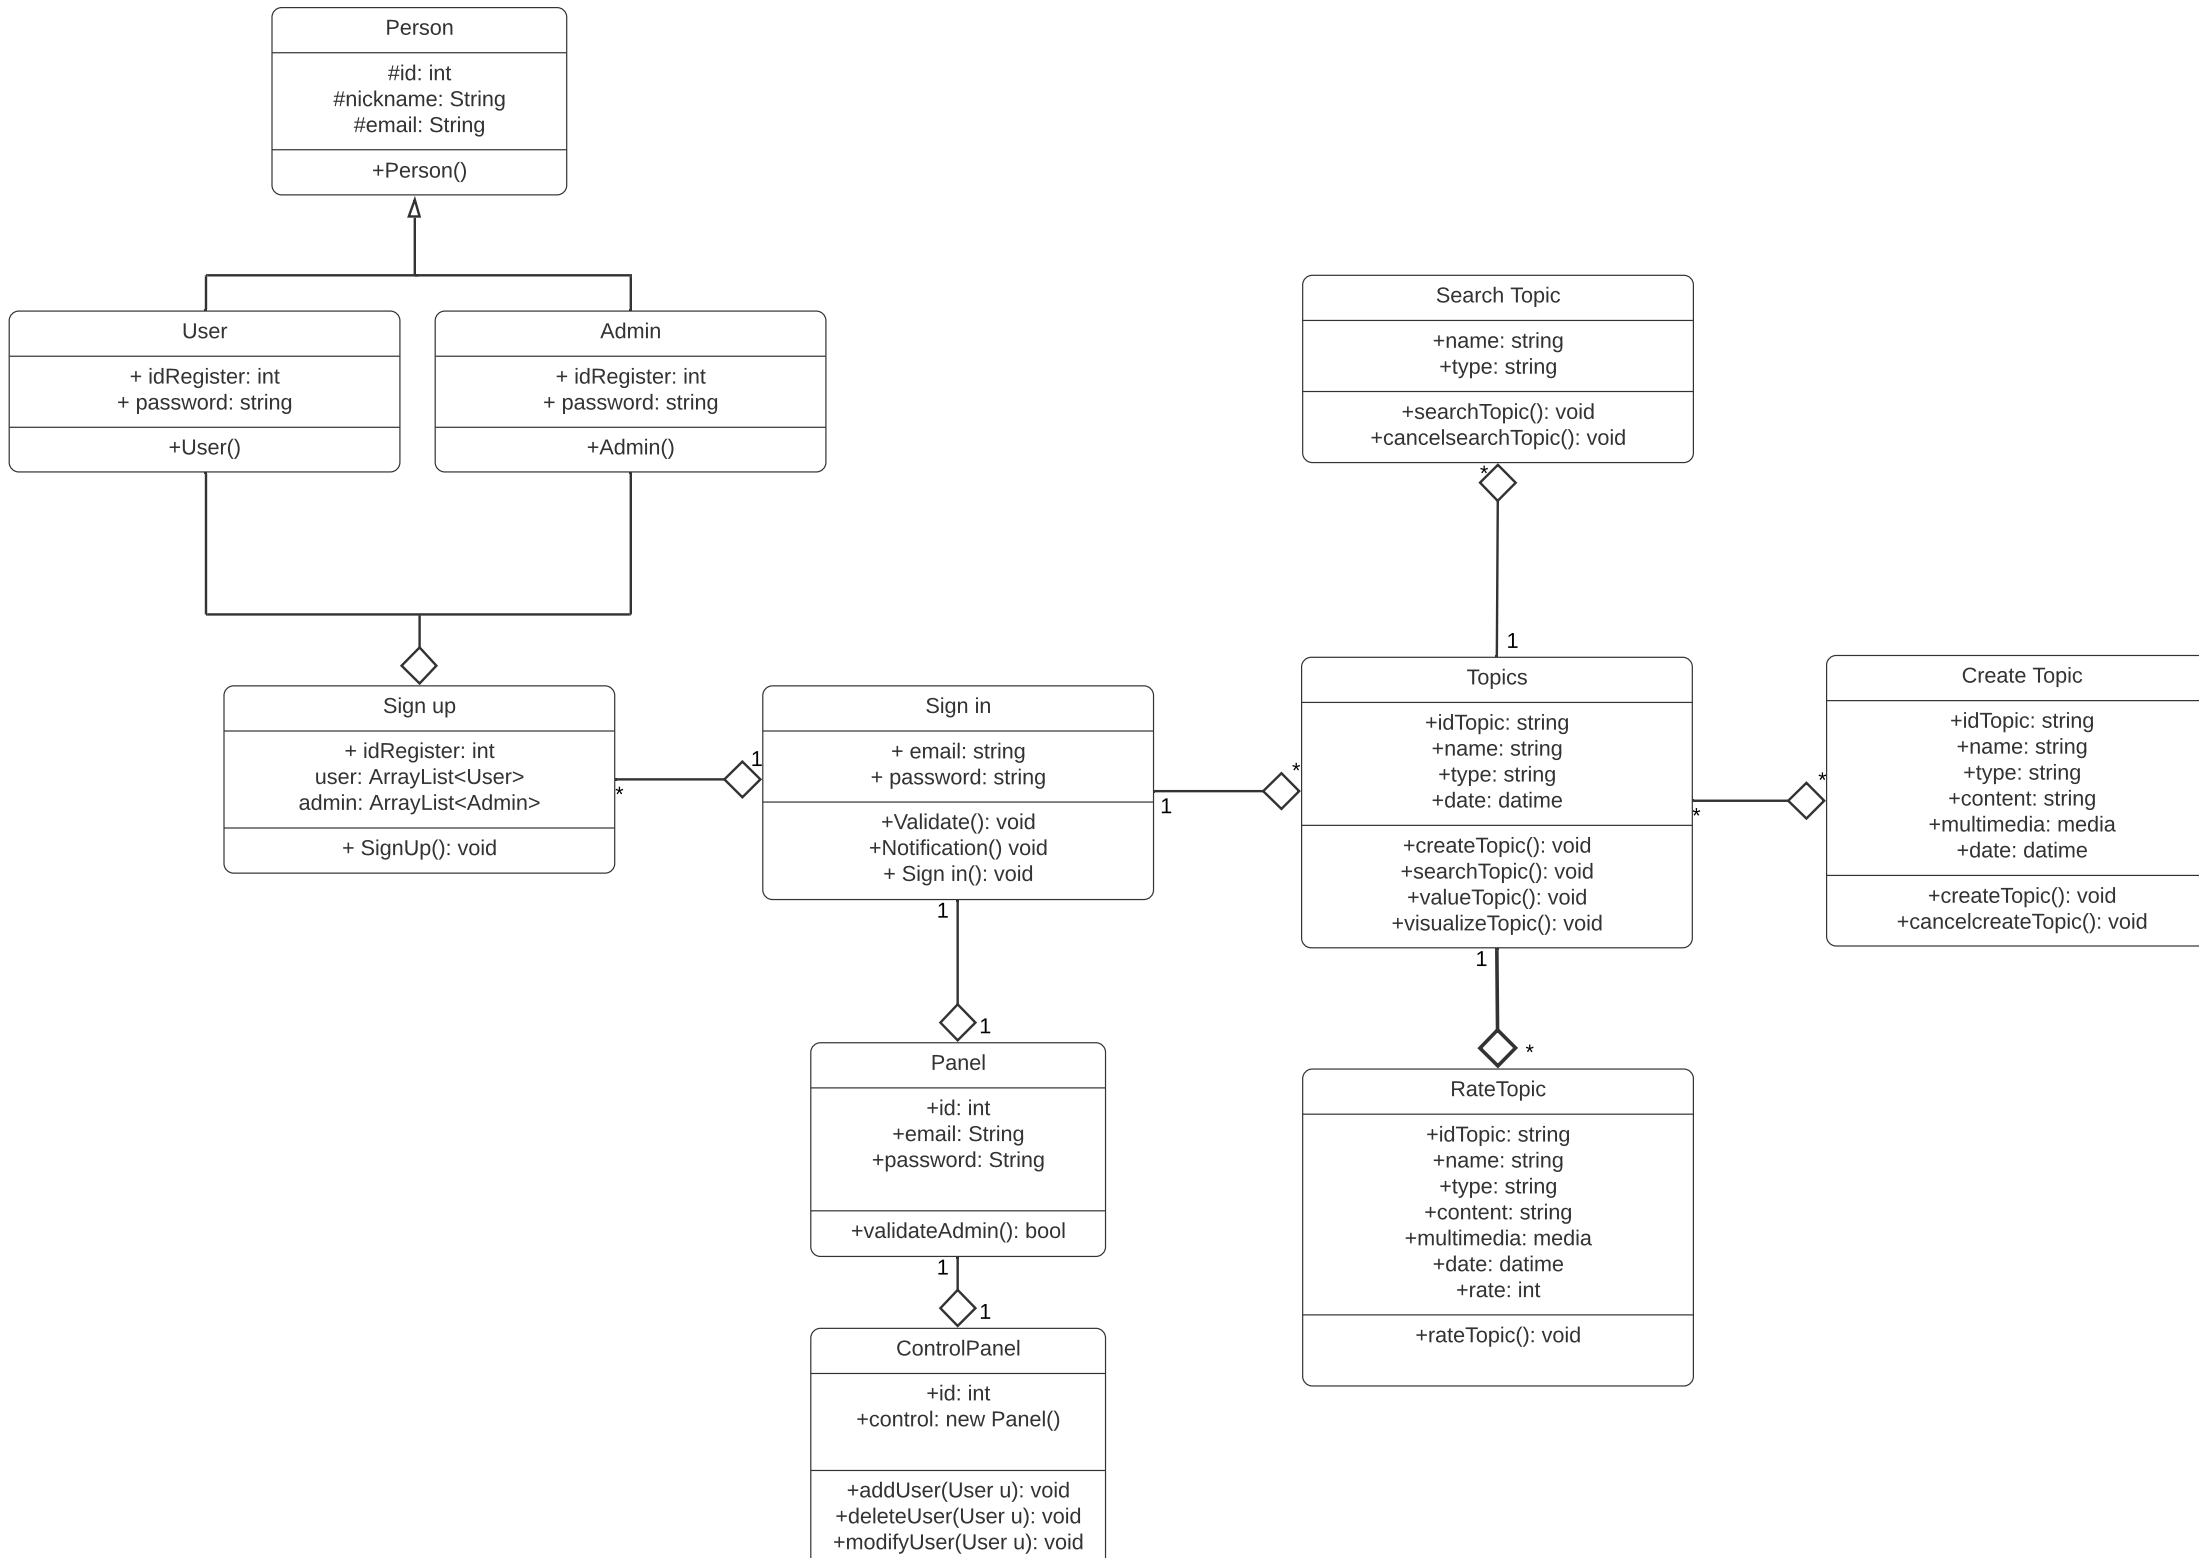 Person
#id: int
#nickname: String
#email: String
+Person()
User
+ idRegister: int
+ password: string
+User()
Admin
+ idRegister: int
+ password: string
+Admin()
Search Topic
+name: string
+type: string
+searchTopic(): void
+cancelsearchTopic(): void
*
1
Sign up
+ idRegister: int
user: ArrayList<User>
admin: ArrayList<Admin>
+ SignUp(): void
*
1
Sign in
+ email: string
+ password: string
+Validate(): void
+Notification() void
+ Sign in(): void
1
*
Topics
+idTopic: string
+name: string
+type: string
+date: datime
+createTopic(): void
+searchTopic(): void
+valueTopic(): void
+visualizeTopic(): void
*
*
Create Topic
+idTopic: string
+name: string
+type: string
+content: string
+multimedia: media
+date: datime
+createTopic(): void
+cancelcreateTopic(): void
1
1
Panel
+id: int
+email: String
+password: String
+validateAdmin(): bool
1
1
ControlPanel
+id: int
+control: new Panel()
+addUser(User u): void
+deleteUser(User u): void
+modifyUser(User u): void
1
*
RateTopic
+idTopic: string
+name: string
+type: string
+content: string
+multimedia: media
+date: datime
+rate: int
+rateTopic(): void